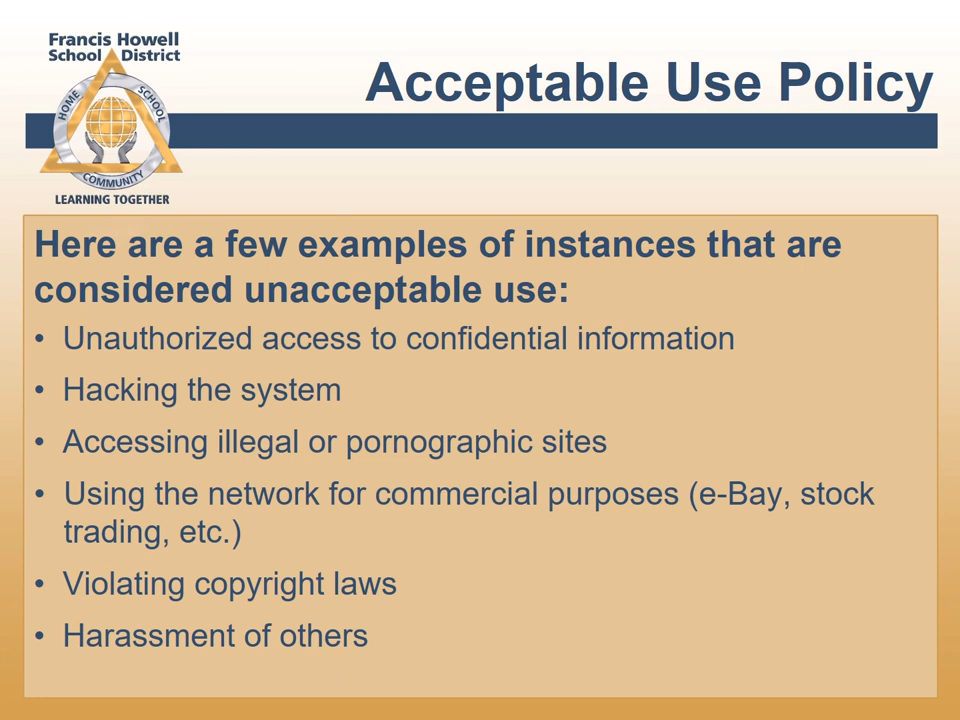 Francis Howell
School District
HOME
SCHOOL
COMMUNITY
LEARNING TOGETHER
Acceptable Use Policy
Here are a few examples of instances that are
considered unacceptable use:
• Unauthorized access to confidential information
• Hacking the system
• Accessing illegal or pornographic sites
• Using the network for commercial purposes (e-Bay, stock
trading, etc.)
• Violating copyright laws
• Harassment of others